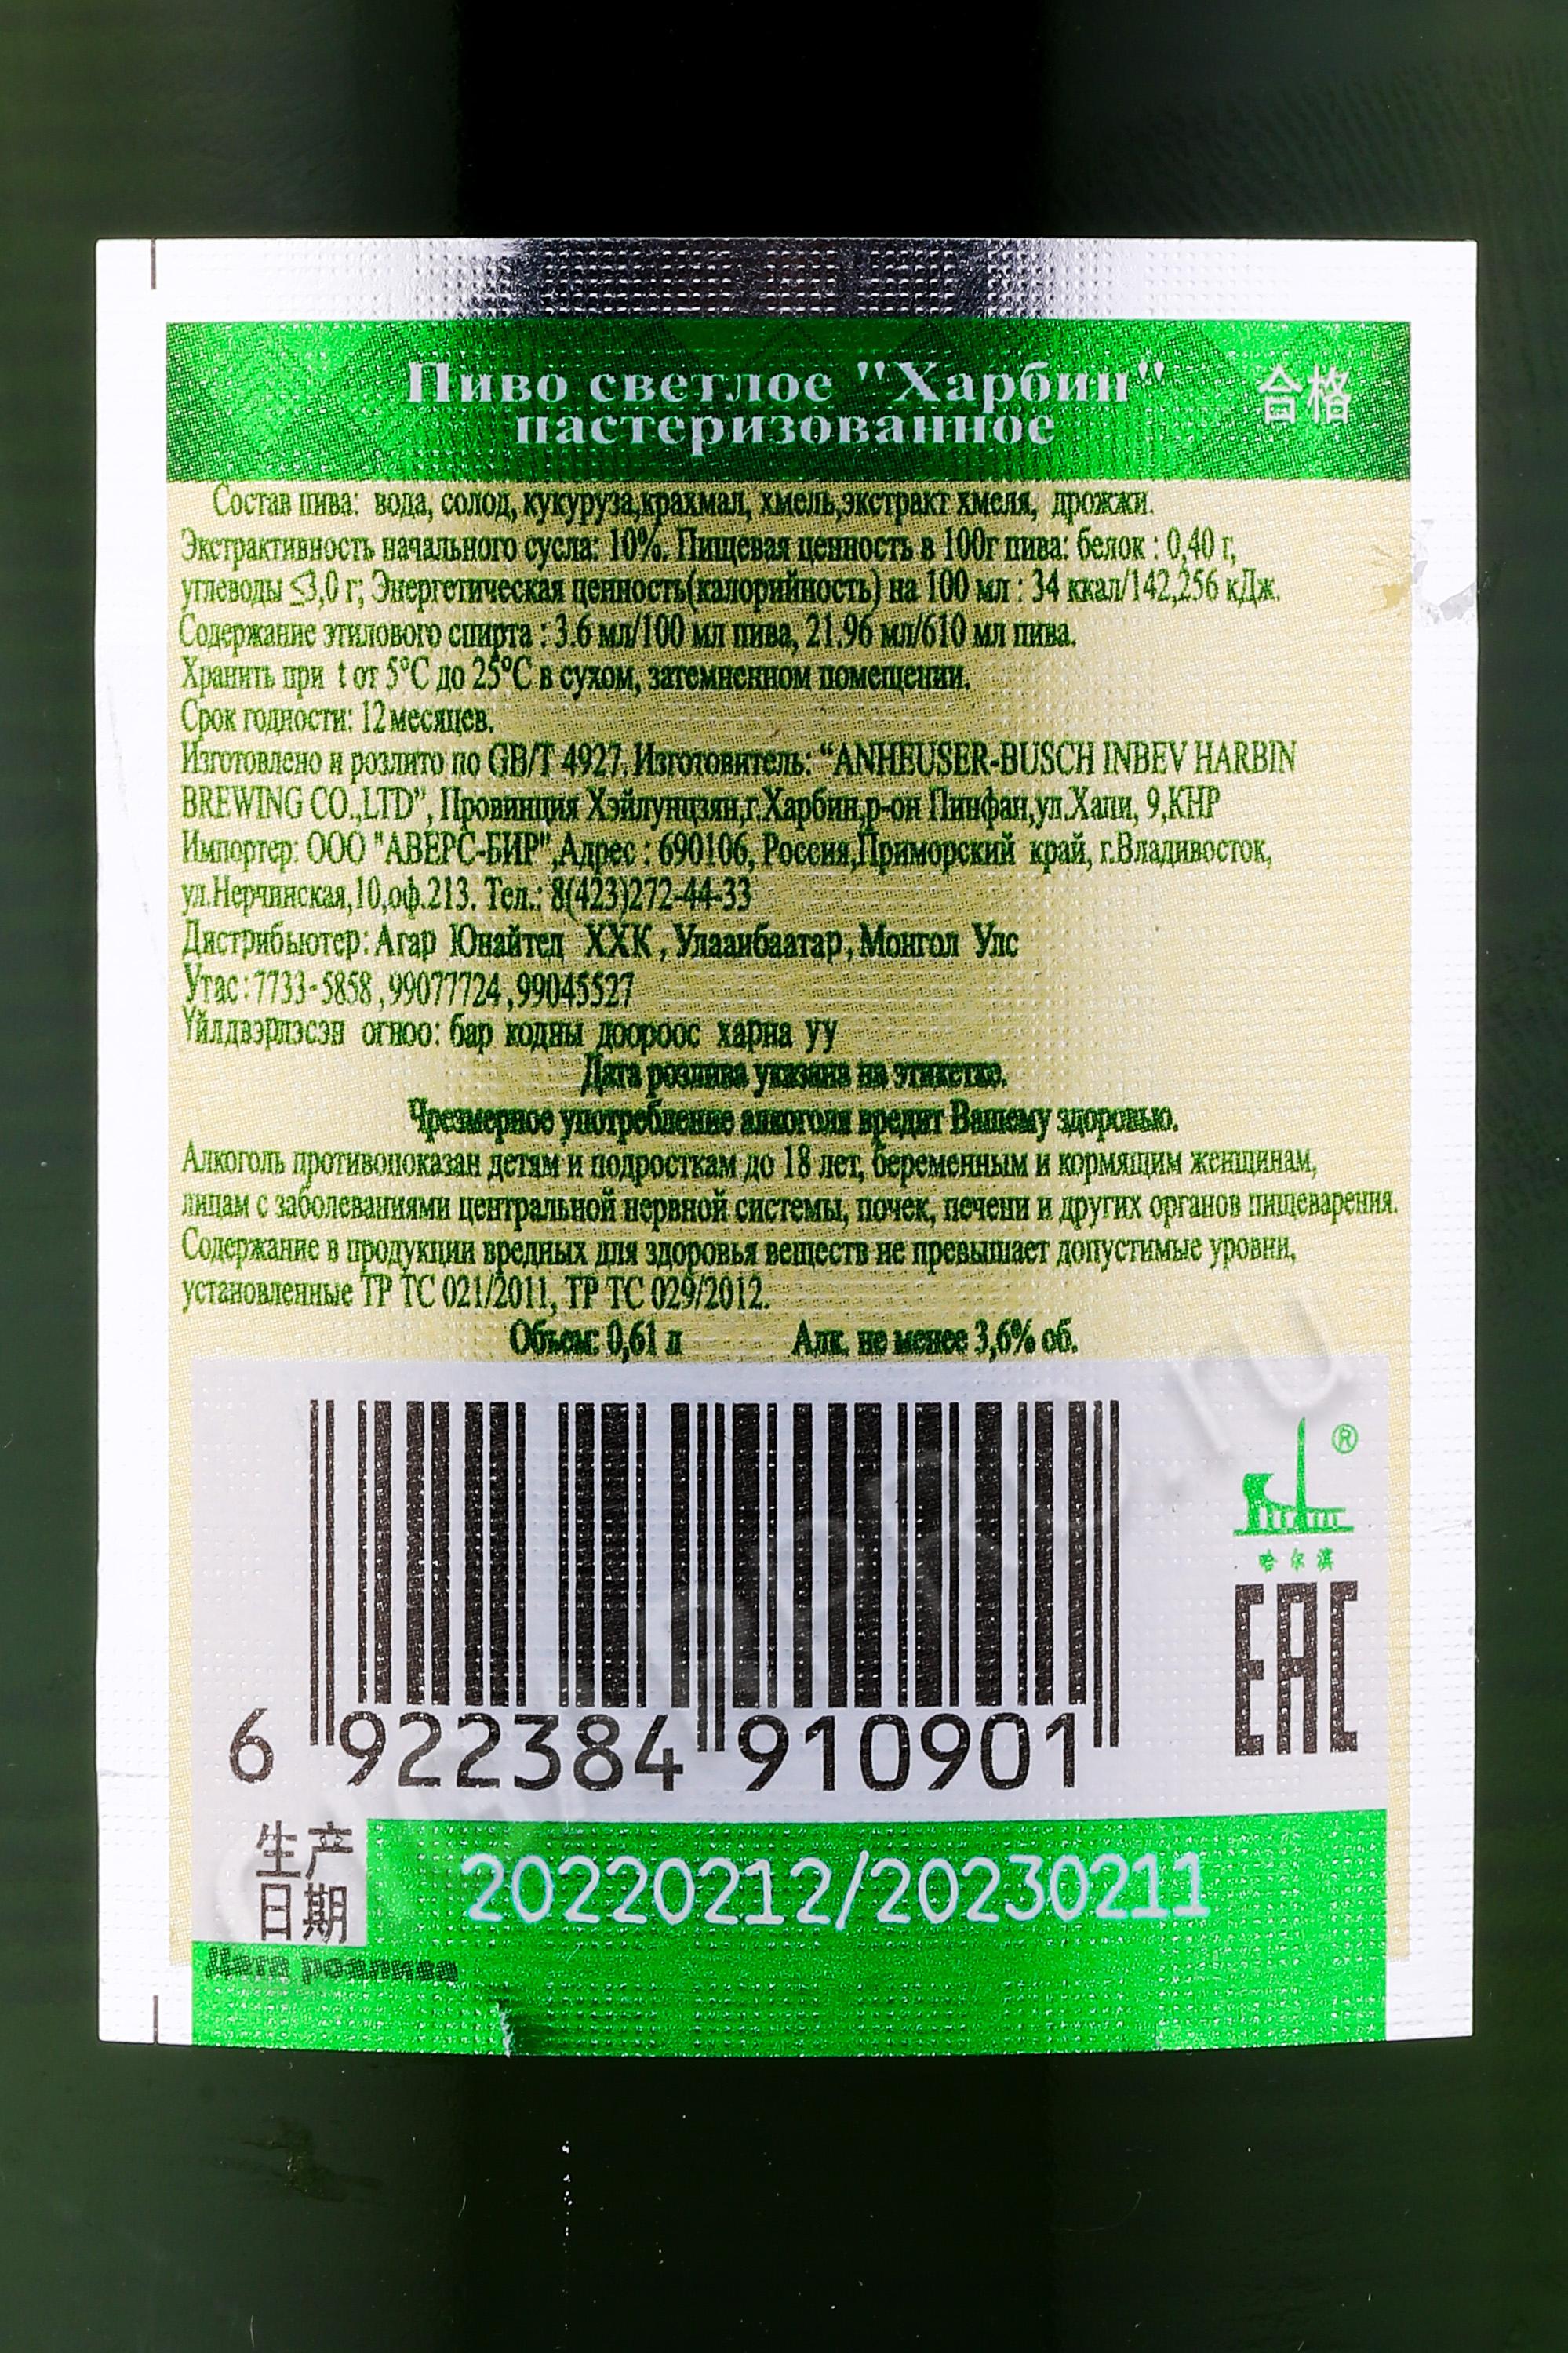 Пиво светлое "Харбин"
пастеризованное
合格
Состав пива: вода, солод, кукуруза,крахмал, хмель,экстракт хмеля, дрожжи.
Экстрактивность начального сусла: 10%. Пищевая ценность в 100г пива: белок : 0,40 г,
углеводы ≤3,0 г; Энергетическая ценность(калорийность) на 100 мл : 34 ккал/142,256 кДж.
Содержание этилового спирта : 3.6 мл/100 мл пива, 21.96 мл/610 мл пива.
Хранить при t от 5°C до 25°C в сухом, затемненном помещении.
Срок годности: 12 месяцев.
Изготовлено и розлито по GB/T 4927. Изготовитель: “ANHEUSER-BUSCH INBEV HARBIN
BREWING CO.,LTD”, Провинция Хэйлунцзян,г.Харбин,р-он Пинфан,ул.Хапи, 9,КНР
Импортер: ООО "АВЕРС-БИР",Адрес : 690106, Россия,Приморский край, г.Владивосток,
ул.Нерчинская,10,оф.213. Тел.: 8(423)272-44-33
Дистрибьютер: Агар Юнайтед ХХК , Улаанбаатар, Монгол Улс
Утас:7733-5858 ,99077724 ,99045527
Үйлдвэрлэсэн огноо: бар кодны доороос харна уу
Дата розлива указана на этикетке.
Чрезмерное употребление алкоголя вредит Вашему здоровью.
Алкоголь противопоказан детям и подросткам до 18 лет, беременным и кормящим женщинам,
лицам с заболеваниями центральной нервной системы, почек, печени и других органов пищеварения.
Содержание в продукции вредных для здоровья веществ не превышает допустимые уровни,
установленные ТР ТС 021/2011, ТР ТС 029/2012.
Объем: 0,61 л Алк. не менее 3,6% об.
®
哈尔滨
EAC
6 922384 910901
生产
日期
20220212/20230211
Дата розлива